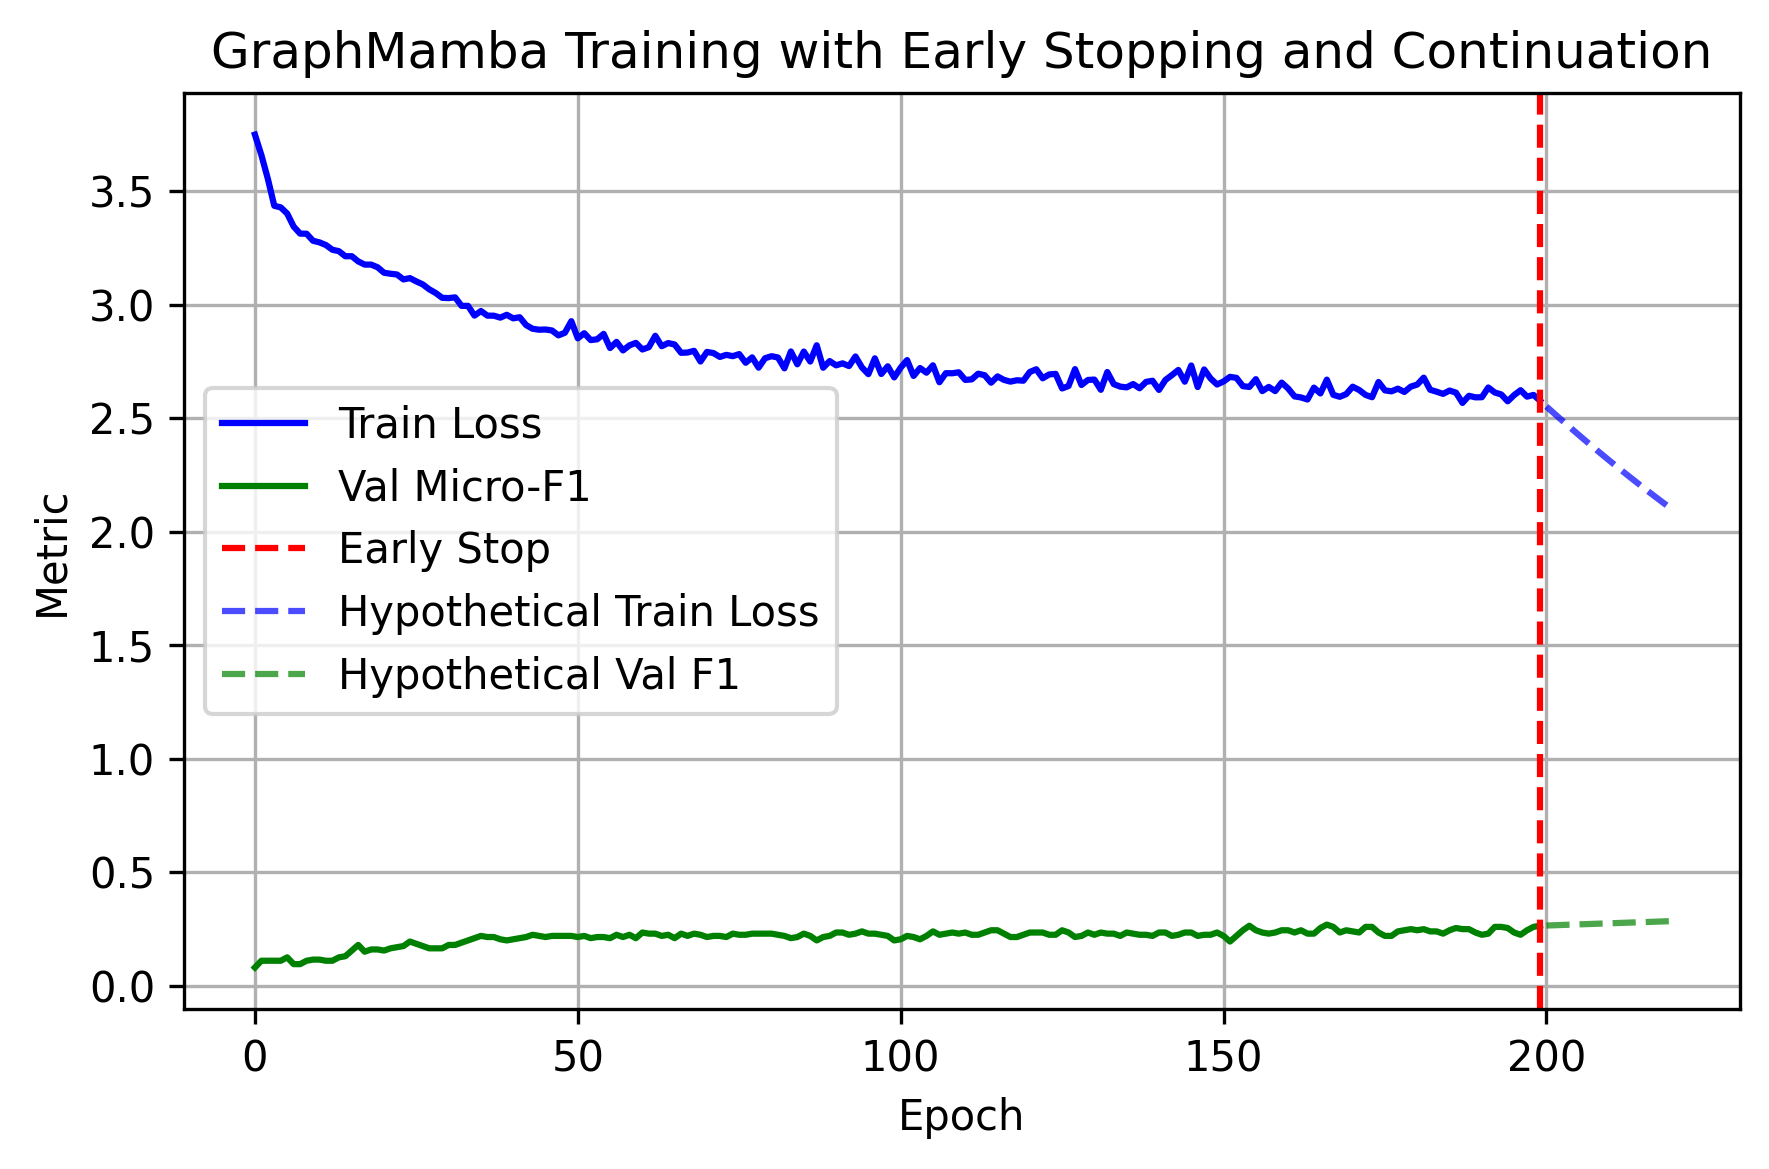 GraphMamba Training with Early Stopping and Continuation
3.5
3.0
2.5
2.0
1.5
1.0
0.5
0.0
Metric
Train Loss
Val Micro-F1
Early Stop
Hypothetical Train Loss
Hypothetical Val F1
0 50 100 150 200
Epoch